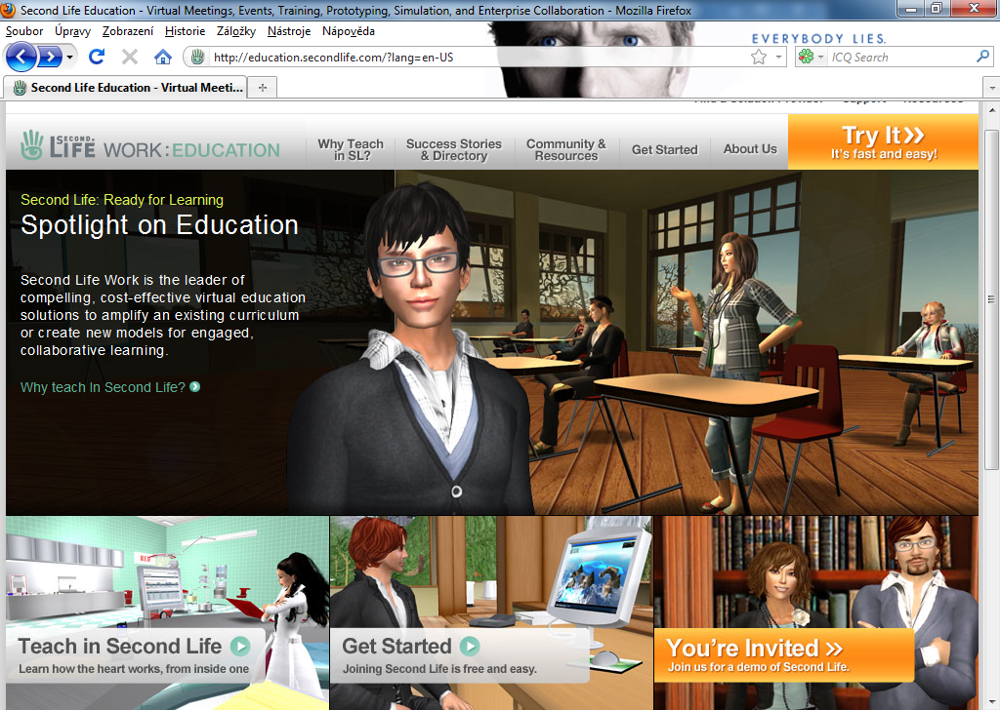 Second Life Education - Virtual Meetings, Events, Training, Prototyping, Simulation, and Enterprise Collaboration - Mozilla Firefox
Soubor Úpravy Zobrazení Historie Záložky Nástroje Nápověda
EVERYBODY LIES.
http://education.secondlife.com/?lang=en-US
ICQ Search
Second Life Education - Virtual Meeti...
Find a Solution Provider Support Resources
SECOND LIFE WORK: EDUCATION
Why Teach
in SL?
Success Stories
& Directory
Community &
Resources
Get Started
About Us
Try It
It's fast and easy!
Second Life: Ready for Learning
Spotlight on Education
Second Life Work is the leader of
compelling, cost-effective virtual education
solutions to amplify an existing curriculum
or create new models for engaged,
collaborative learning.
Why teach In Second Life?
RED
Teach in Second Life
Learn how the heart works, from inside one
Get Started
Joining Second Life is free and easy.
You're Invited
Join us for a demo of Second Life.